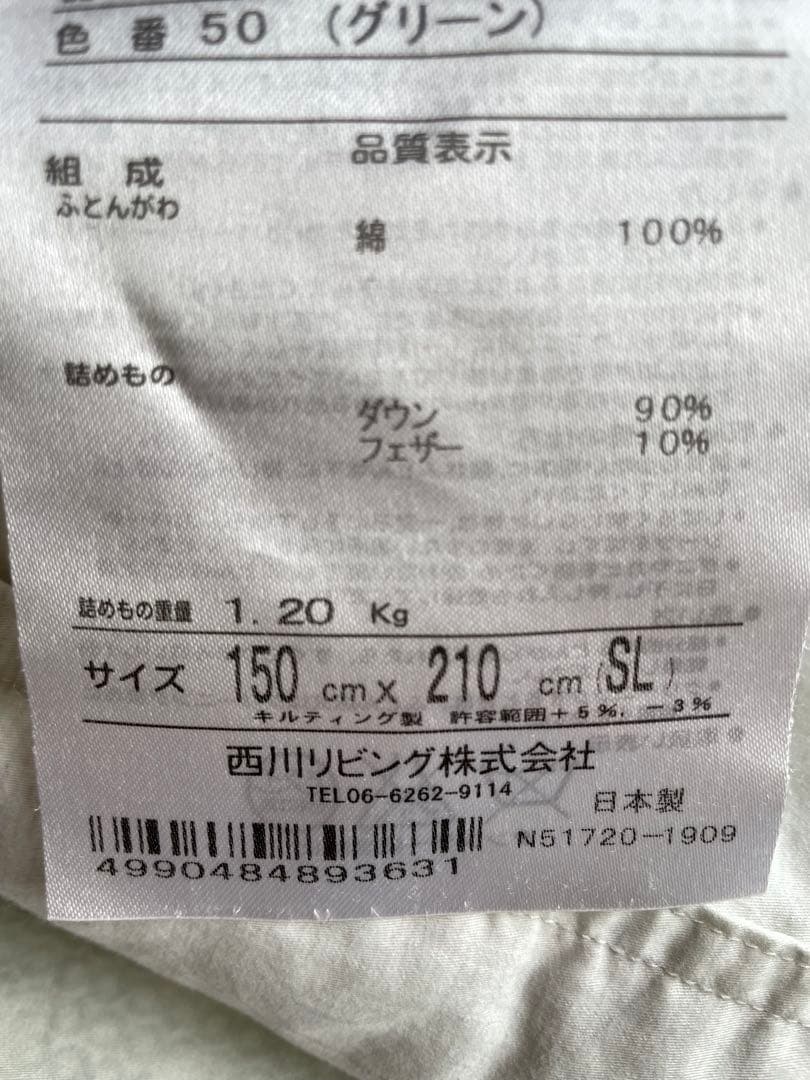 色 番 50 (グリーン)
品質表示
組 成
ふとんがわ
綿 100%
詰めもの
ダウン 90%
フェザー 10%
詰めもの重量 1.20 Kg
サイズ 150 cm x 210 cm (SL)
キルティング製 許容範囲+5%, -3%
西川リビング株式会社
TEL06-6262-9114
日本製
N51720-1909
4990484893631